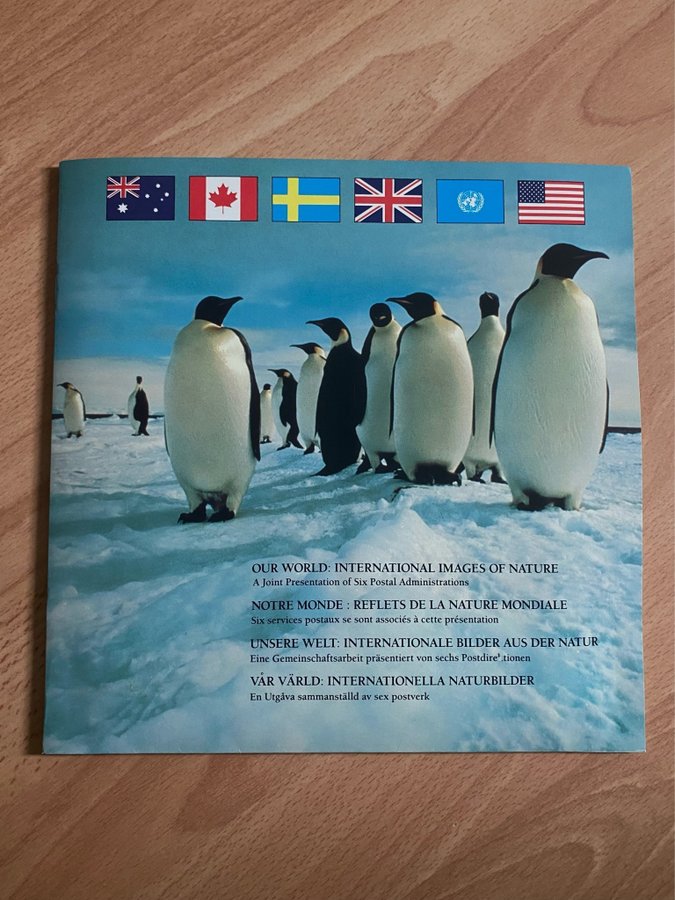 OUR WORLD: INTERNATIONAL IMAGES OF NATURE
A Joint Presentation of Six Postal Administrations
NOTRE MONDE : REFLETS DE LA NATURE MONDIALE
Six services postaux se sont associés à cette présentation
UNSERE WELT: INTERNATIONALE BILDER AUS DER NATUR
Eine Gemeinschaftsarbeit präsentiert von sechs
VÅR VÄRLD: INTERNATIONELLA NATURBILDER
En Utgåva sammanställd av sex postverk